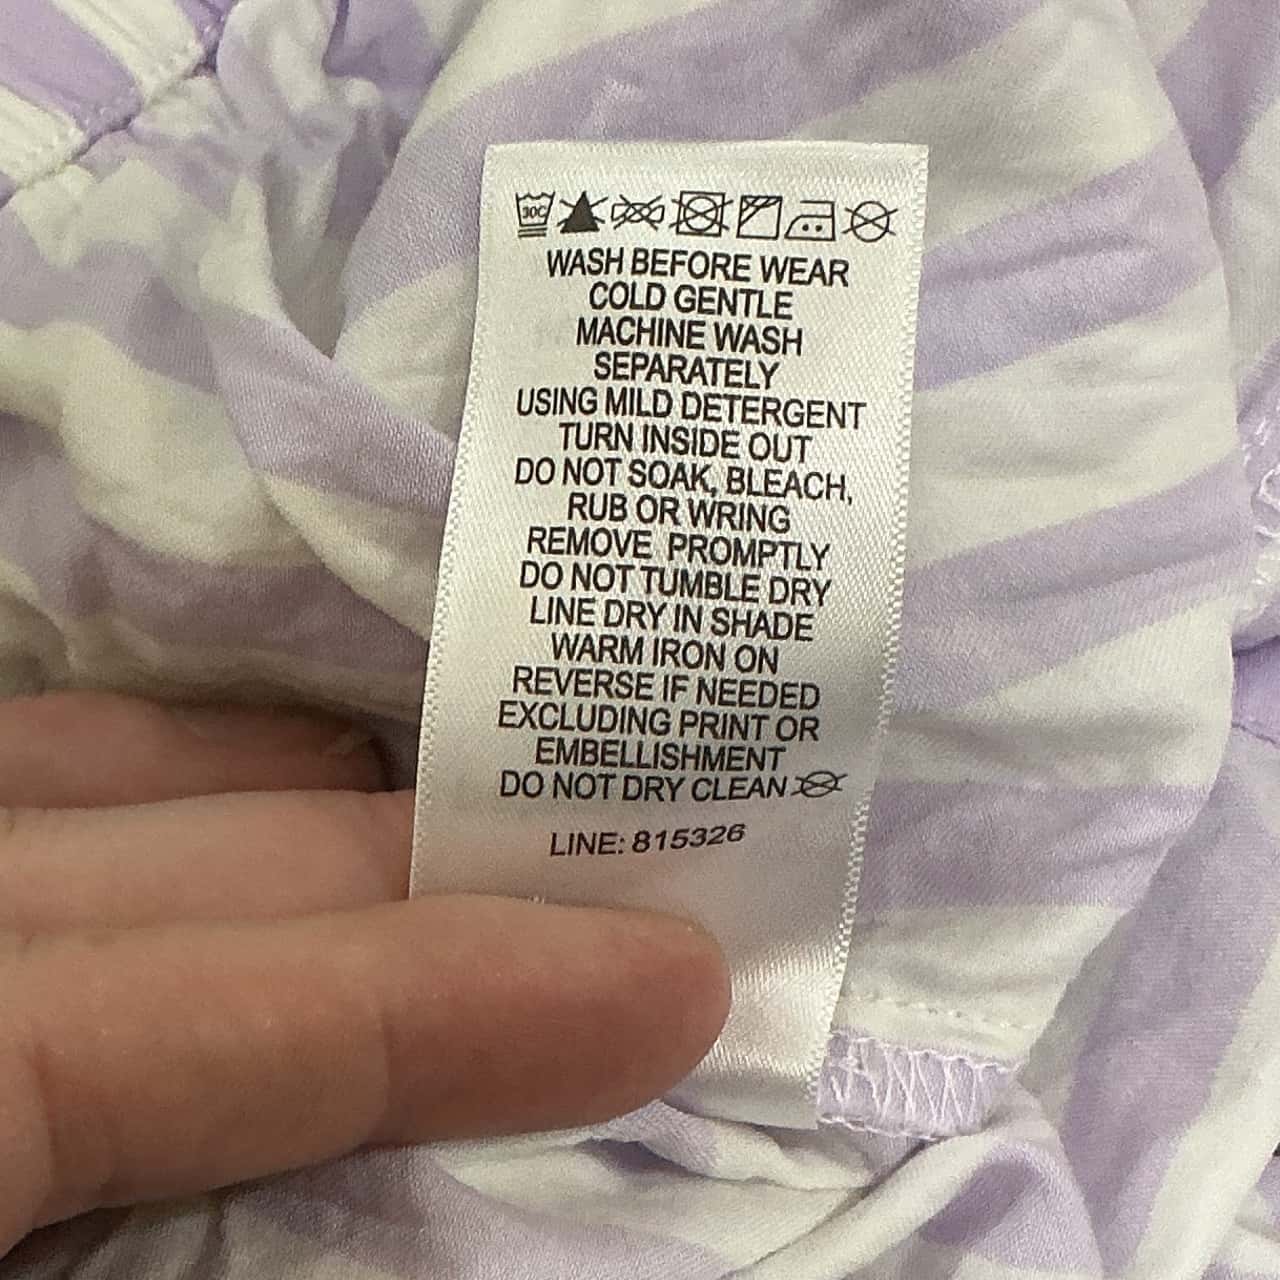 30C
WASH BEFORE WEAR
COLD GENTLE
MACHINE WASH
SEPARATELY
USING MILD DETERGENT
TURN INSIDE OUT
DO NOT SOAK, BLEACH,
RUB OR WRING
REMOVE PROMPTLY
DO NOT TUMBLE DRY
LINE DRY IN SHADE
WARM IRON ON
REVERSE IF NEEDED
EXCLUDING PRINT OR
EMBELLISHMENT
DO NOT DRY CLEAN
LINE: 815326